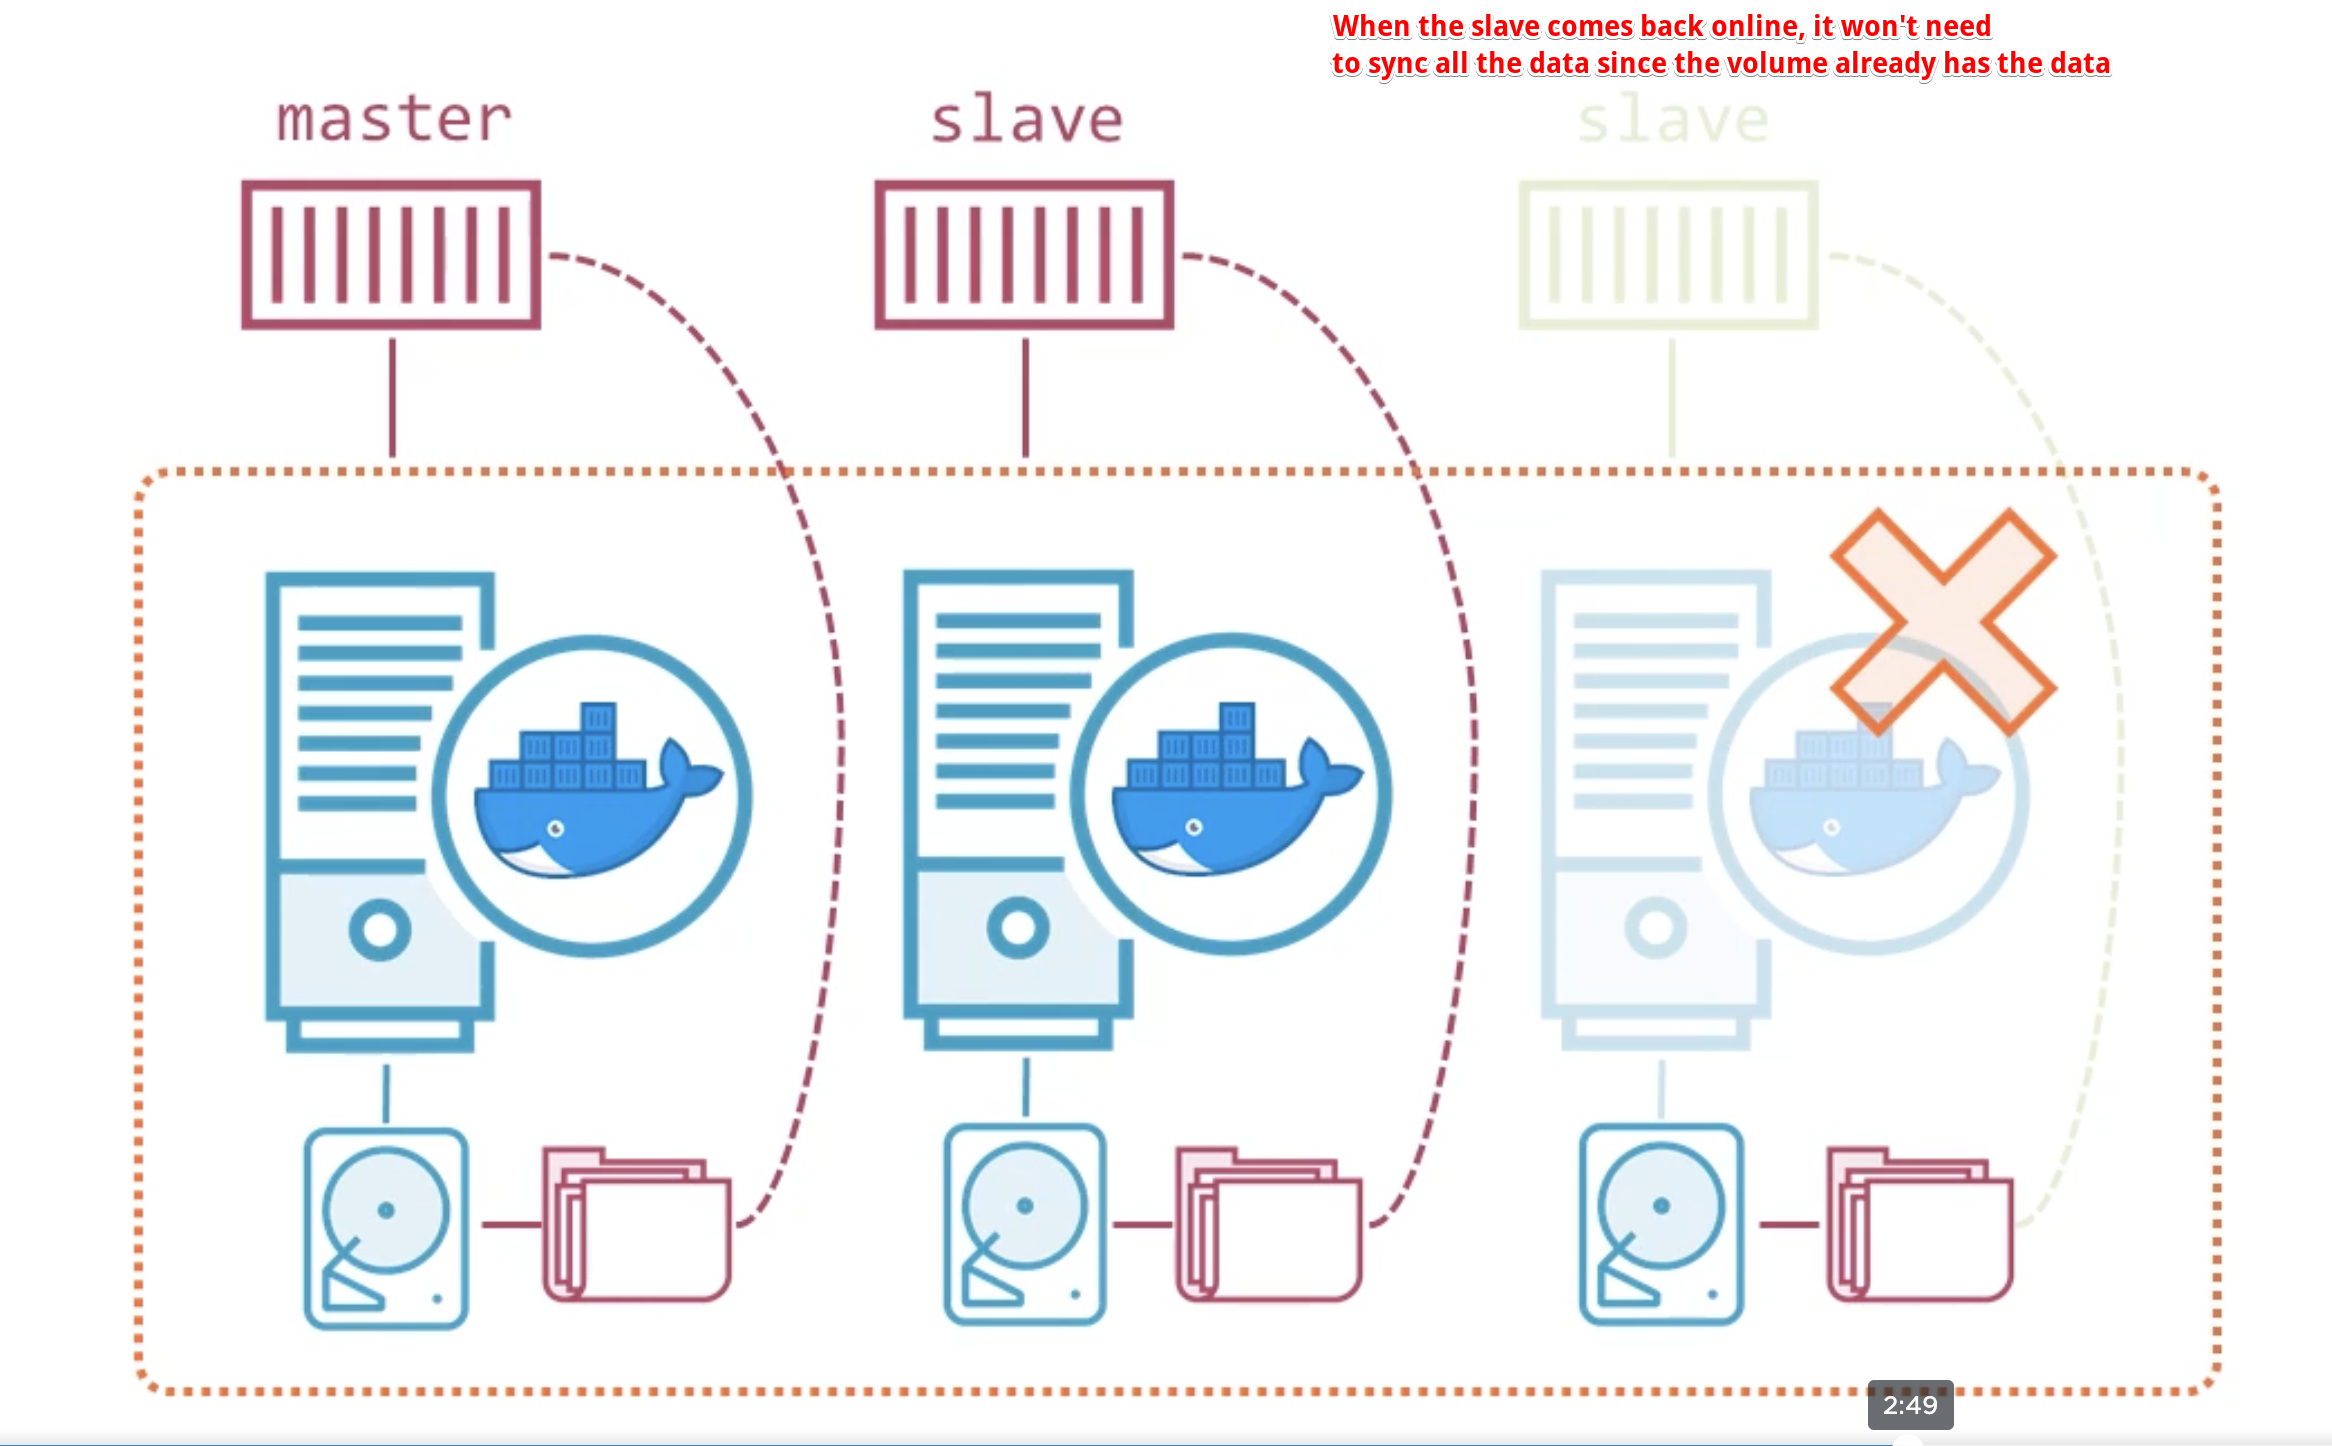 When the slave comes back online, it won't need
to sync all the data since the volume already has the data
master
slave
slave
2:49